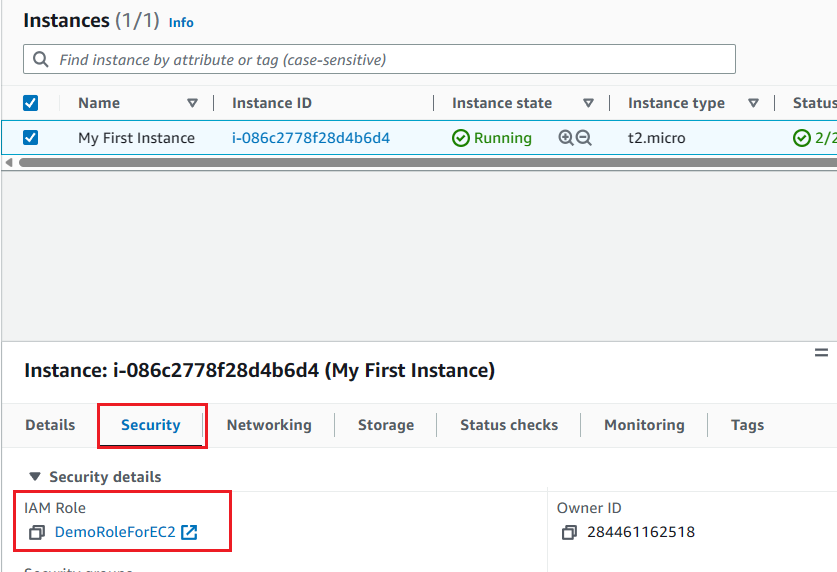 Instances (1/1) Info
Find instance by attribute or tag (case-sensitive)
Name Instance ID Instance state Instance type Status
My First Instance i-086c2778f28d4b6d4 Running t2.micro 2/2
Instance: i-086c2778f28d4b6d4 (My First Instance)
Details Security Networking Storage Status checks Monitoring Tags
Security details
IAM Role Owner ID
DemoRoleForEC2 284461162518
Security groups